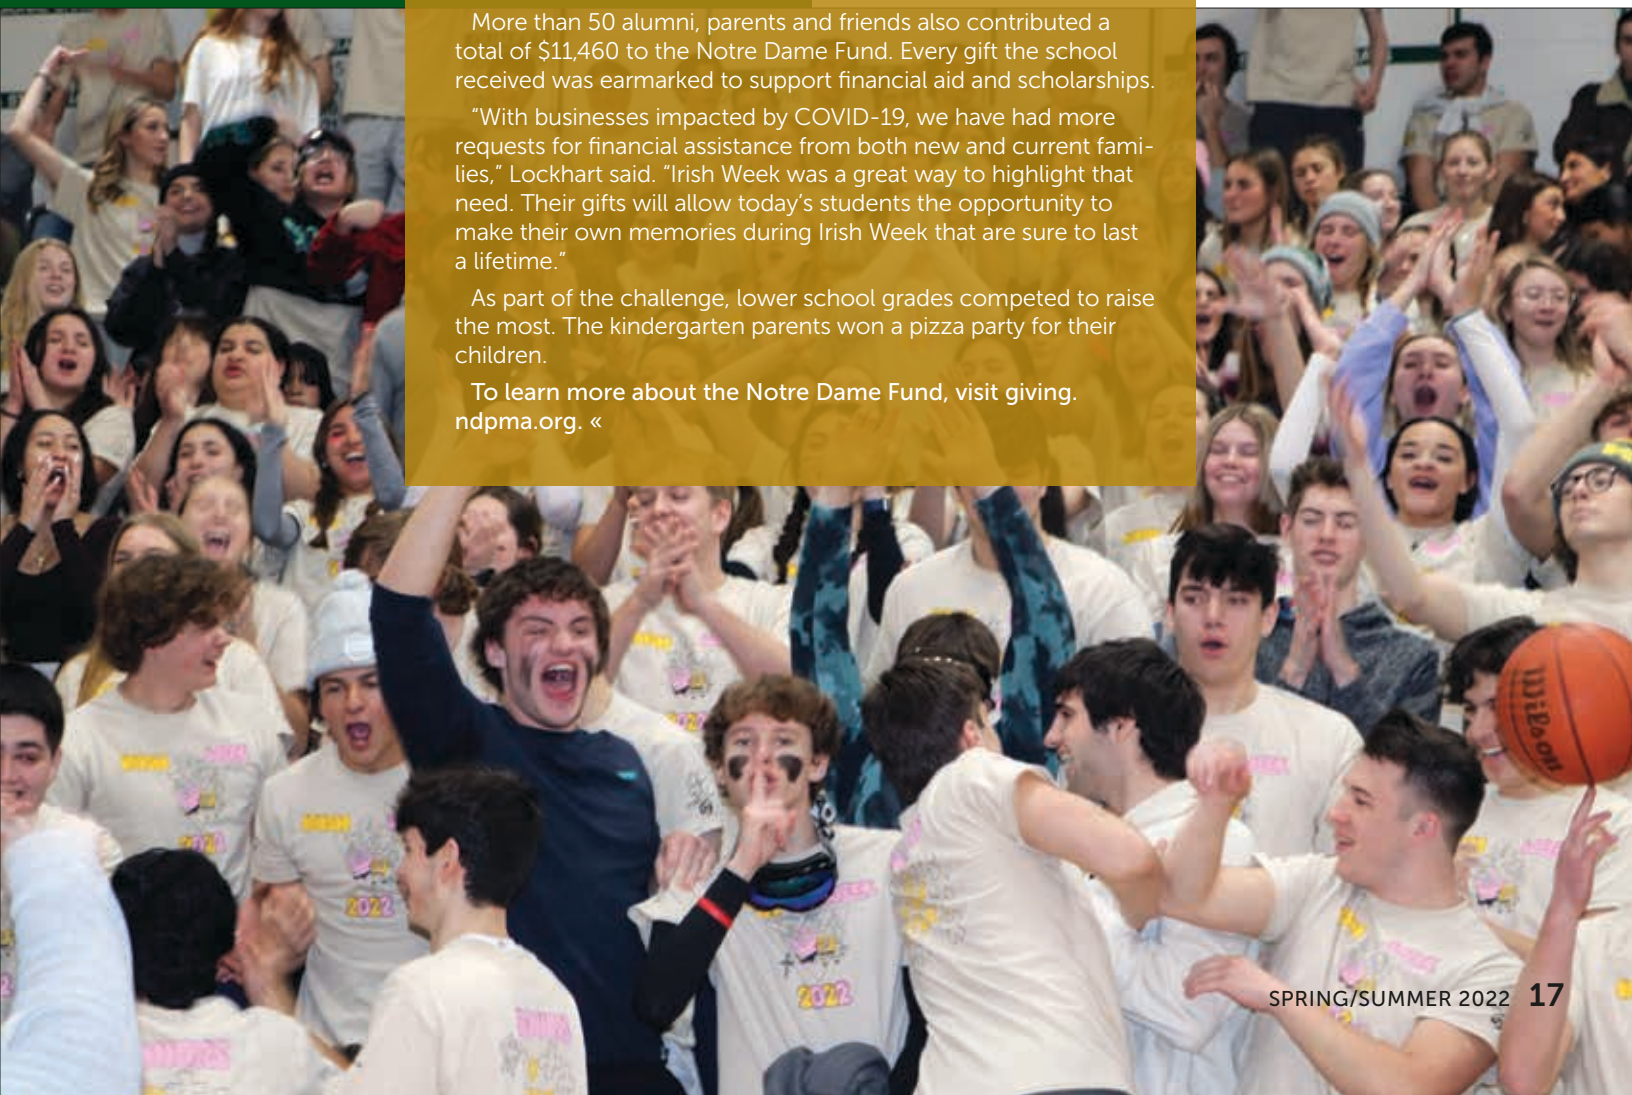 More than 50 alumni, parents and friends also contributed a
total of $11,460 to the Notre Dame Fund. Every gift the school
received was earmarked to support financial aid and scholarships.
“With businesses impacted by COVID-19, we have had more
requests for financial assistance from both new and current fami-
lies,” Lockhart said. “Irish Week was a great way to highlight that
need. Their gifts will allow today’s students the opportunity to
make their own memories during Irish Week that are sure to last
a lifetime.”
As part of the challenge, lower school grades competed to raise
the most. The kindergarten parents won a pizza party for their
children.
To learn more about the Notre Dame Fund, visit giving.
ndpma.org. «
Wilson
2022
2022
2022
SPRING/SUMMER 2022 17